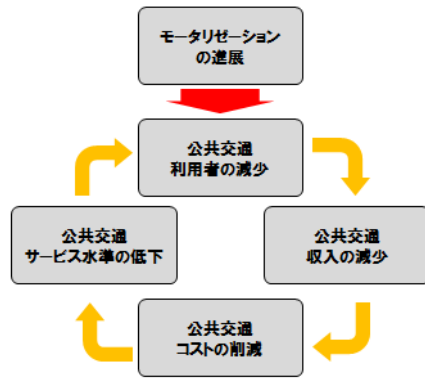 モータリゼーション
の進展
公共交通
利用者の減少
公共交通
サービス水準の低下
公共交通
収入の減少
公共交通
コストの削減